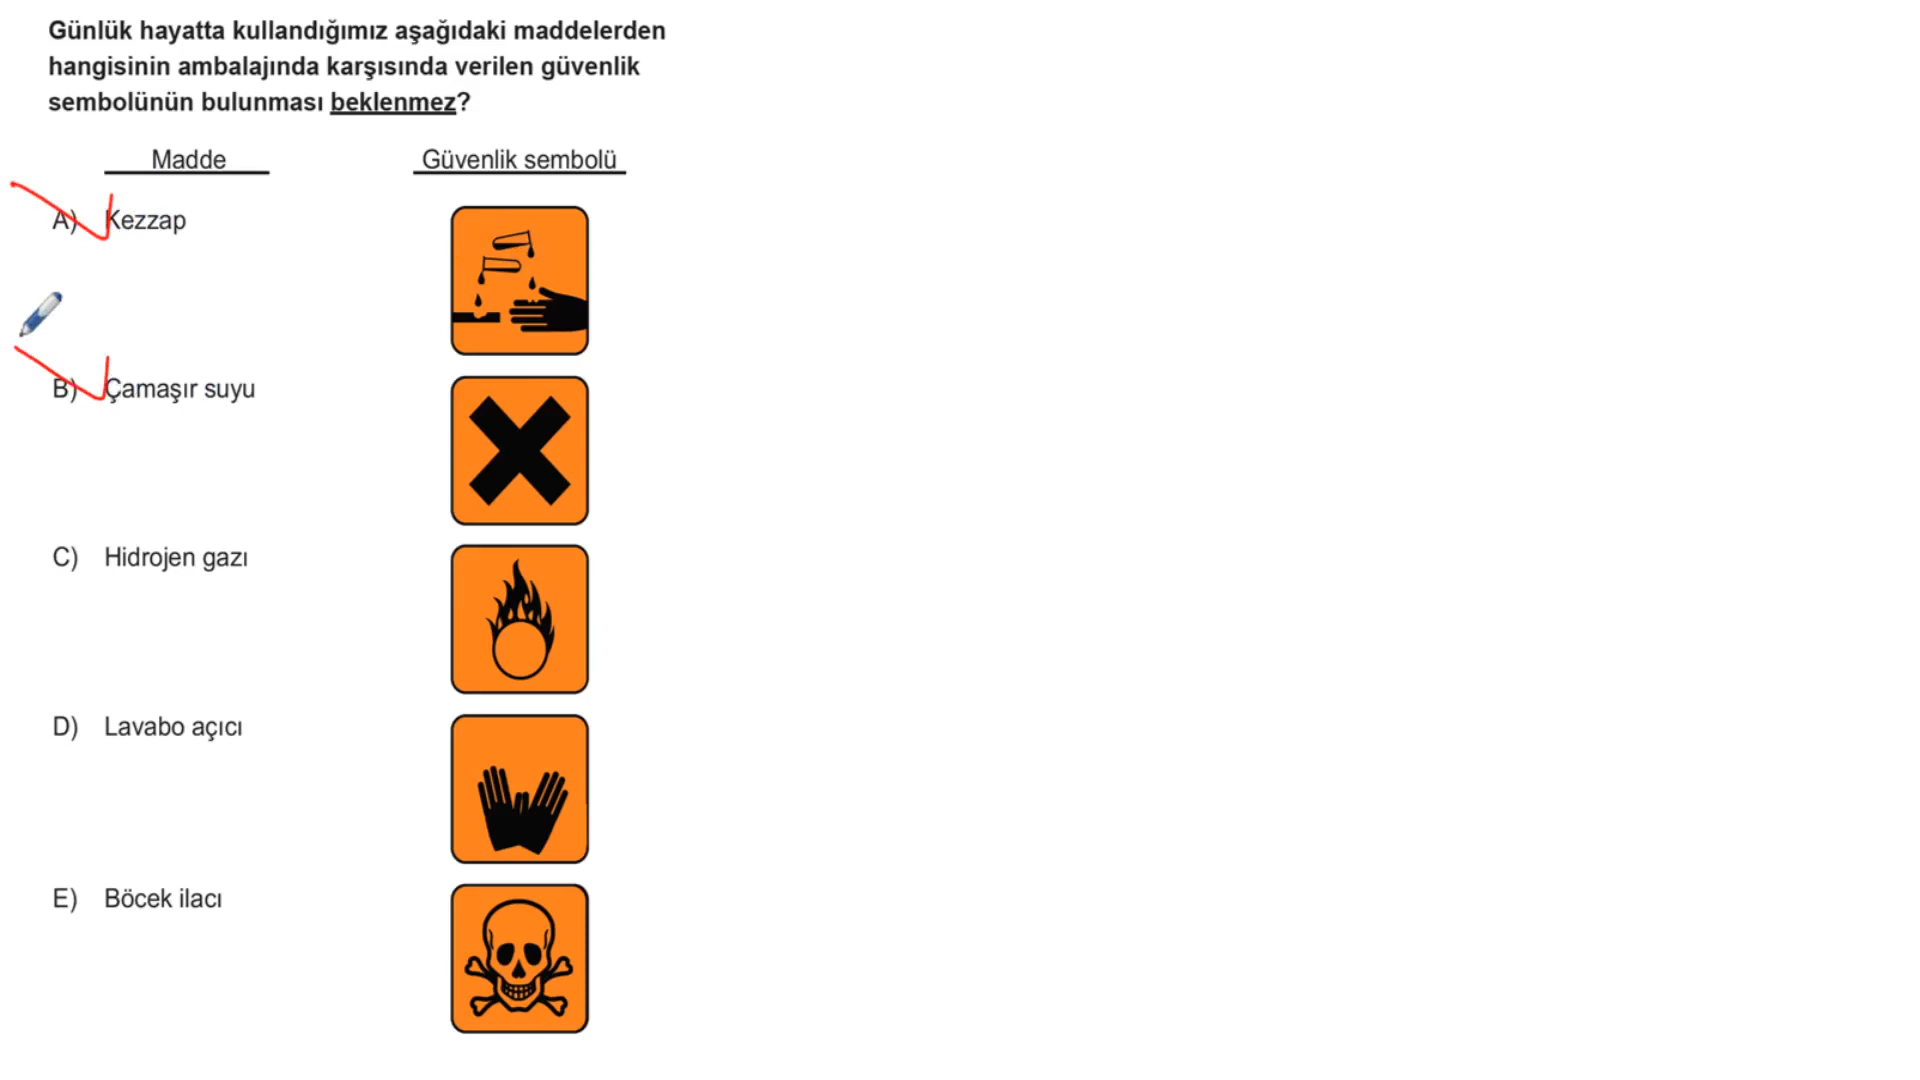 Günlük hayatta kullandığımız aşağıdaki maddelerden
hangisinin ambalajında karşısında verilen güvenlik
sembolünün bulunması beklenmez?
Madde Güvenlik sembolü
A) Kezzap
B) Çamaşır suyu
C) Hidrojen gazı
D) Lavabo açıcı
E) Böcek ilacı